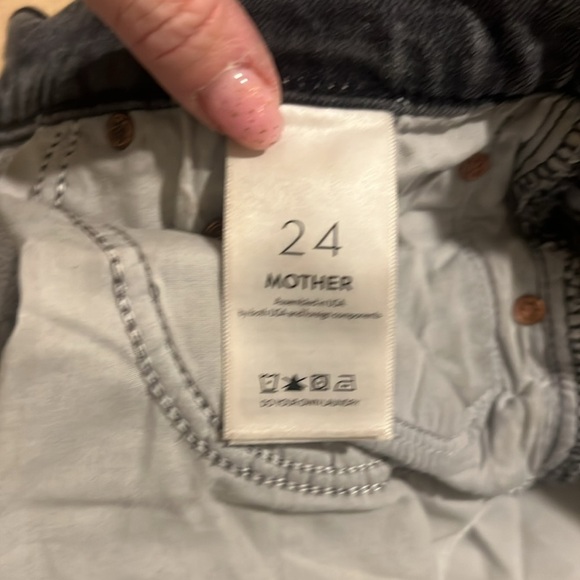 24
MOTHER
Assembled in USA
by both USA and foreign components
DO YOUR OWN LAUNDRY